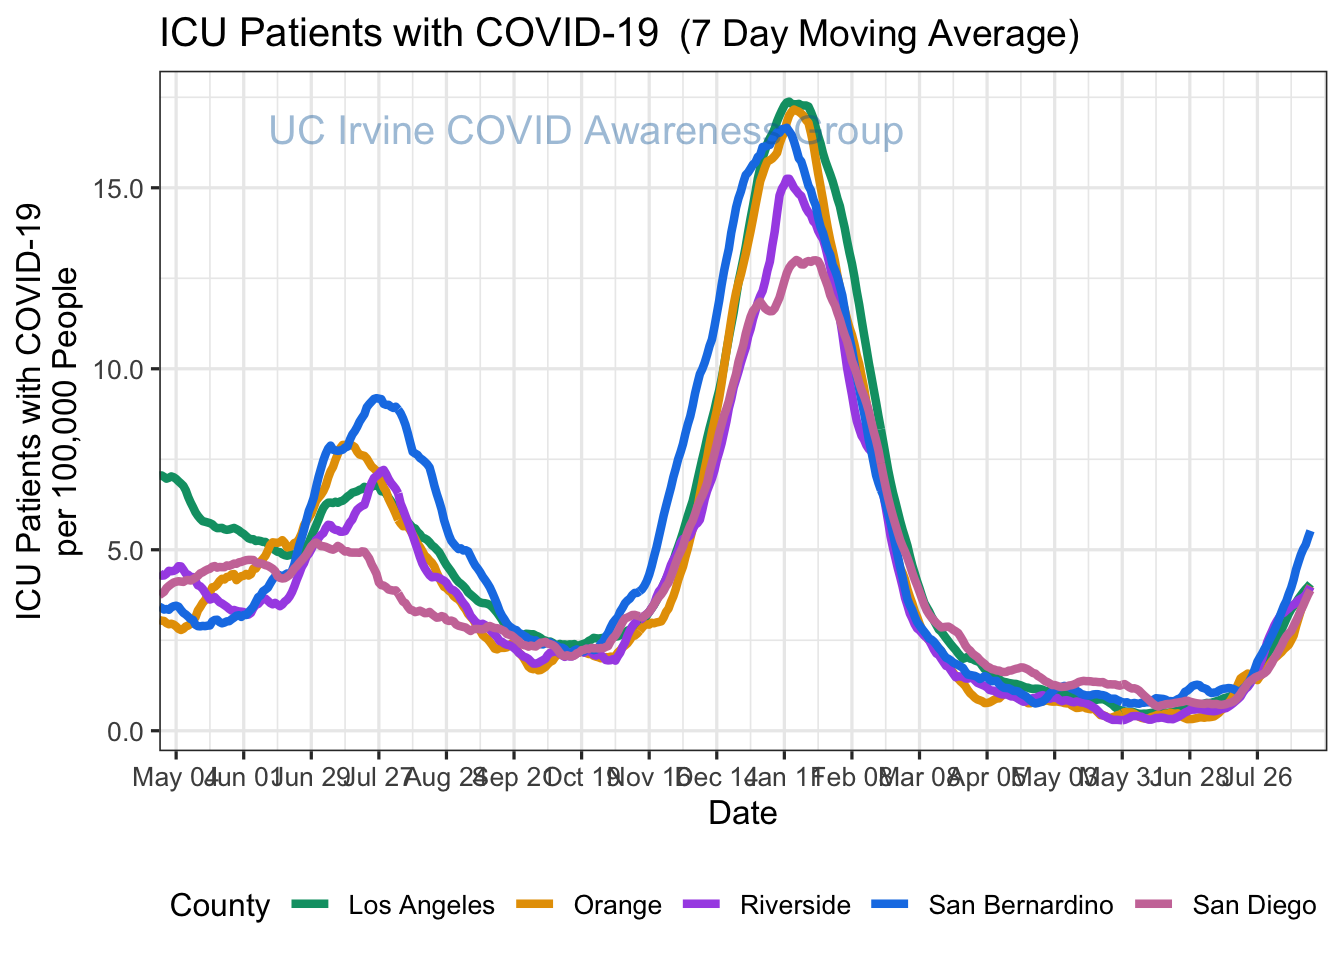 ICU Patients with COVID-19 (7 Day Moving Average)
UC Irvine COVID Awareness Group
ICU Patients with COVID-19
per 100,000 People
15.0
10.0
5.0
0.0
May 04 Jun 01 Jun 29 Jul 27 Aug 24 Sep 20 Oct 19 Nov 16 Dec 14 Jan 11 Feb 08 Mar 08 Apr 05 May 03 May 31 Jun 28 Jul 26
Date
County Los Angeles Orange Riverside San Bernardino San Diego